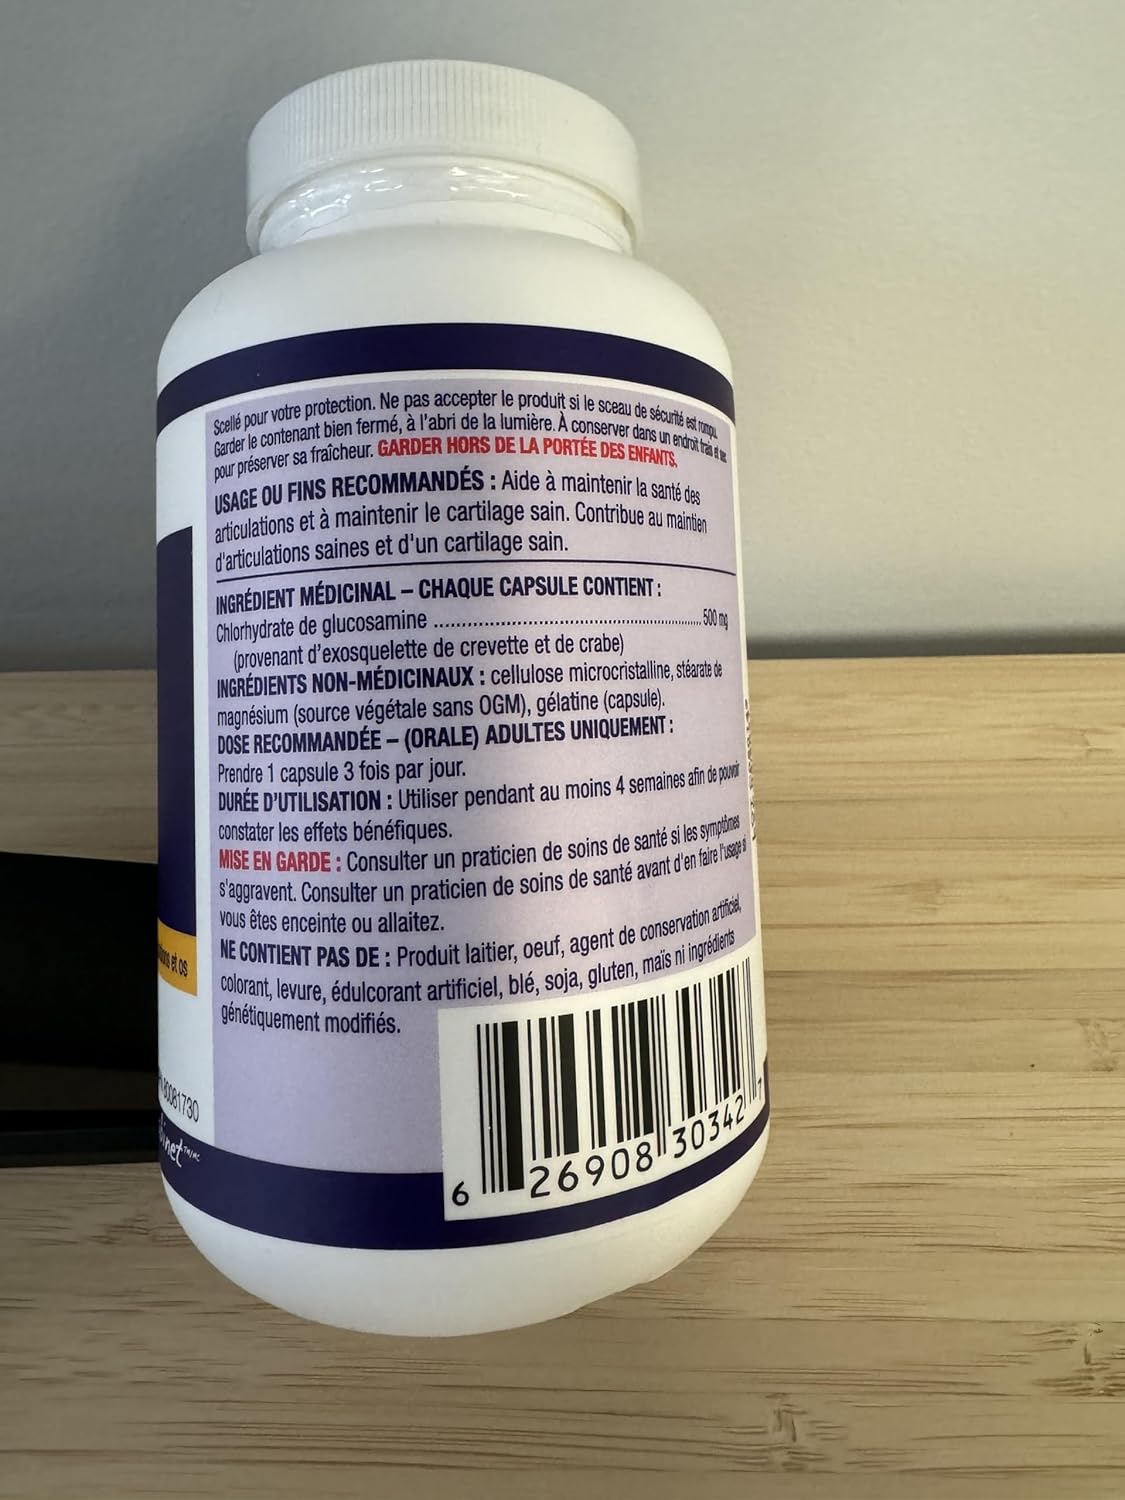 Scellé pour votre protection. Ne pas accepter le produit si le sceau de sécurité est rompu.
Garder le contenant bien fermé, à l'abri de la lumière. À conserver dans un endroit frais et sec
pour préserver sa fraîcheur. GARDER HORS DE LA PORTÉE DES ENFANTS.
USAGE OU FINS RECOMMANDÉS : Aide à maintenir la santé des
articulations et à maintenir le cartilage sain. Contribue au maintien
d'articulations saines et d'un cartilage sain.
INGRÉDIENT MÉDICINAL – CHAQUE CAPSULE CONTIENT :
Chlorhydrate de glucosamine ........................................................ 500 mg
(provenant d'exosquelette de crevette et de crabe)
INGRÉDIENTS NON-MÉDICINAUX : cellulose microcristalline, stéarate de
magnésium (source végétale sans OGM), gélatine (capsule).
DOSE RECOMMANDÉE – (ORALE) ADULTES UNIQUEMENT :
Prendre 1 capsule 3 fois par jour.
DURÉE D'UTILISATION : Utiliser pendant au moins 4 semaines afin de pouvoir
constater les effets bénéfiques.
MISE EN GARDE : Consulter un praticien de soins de santé si les symptômes
s'aggravent. Consulter un praticien de soins de santé avant d'en faire l'usage si
vous êtes enceinte ou allaitez.
NE CONTIENT PAS DE : Produit laitier, oeuf, agent de conservation artificiel,
colorant, levure, édulcorant artificiel, blé, soja, gluten, maïs ni ingrédients
génétiquement modifiés.
et os
80081730
6 26908 30342 7